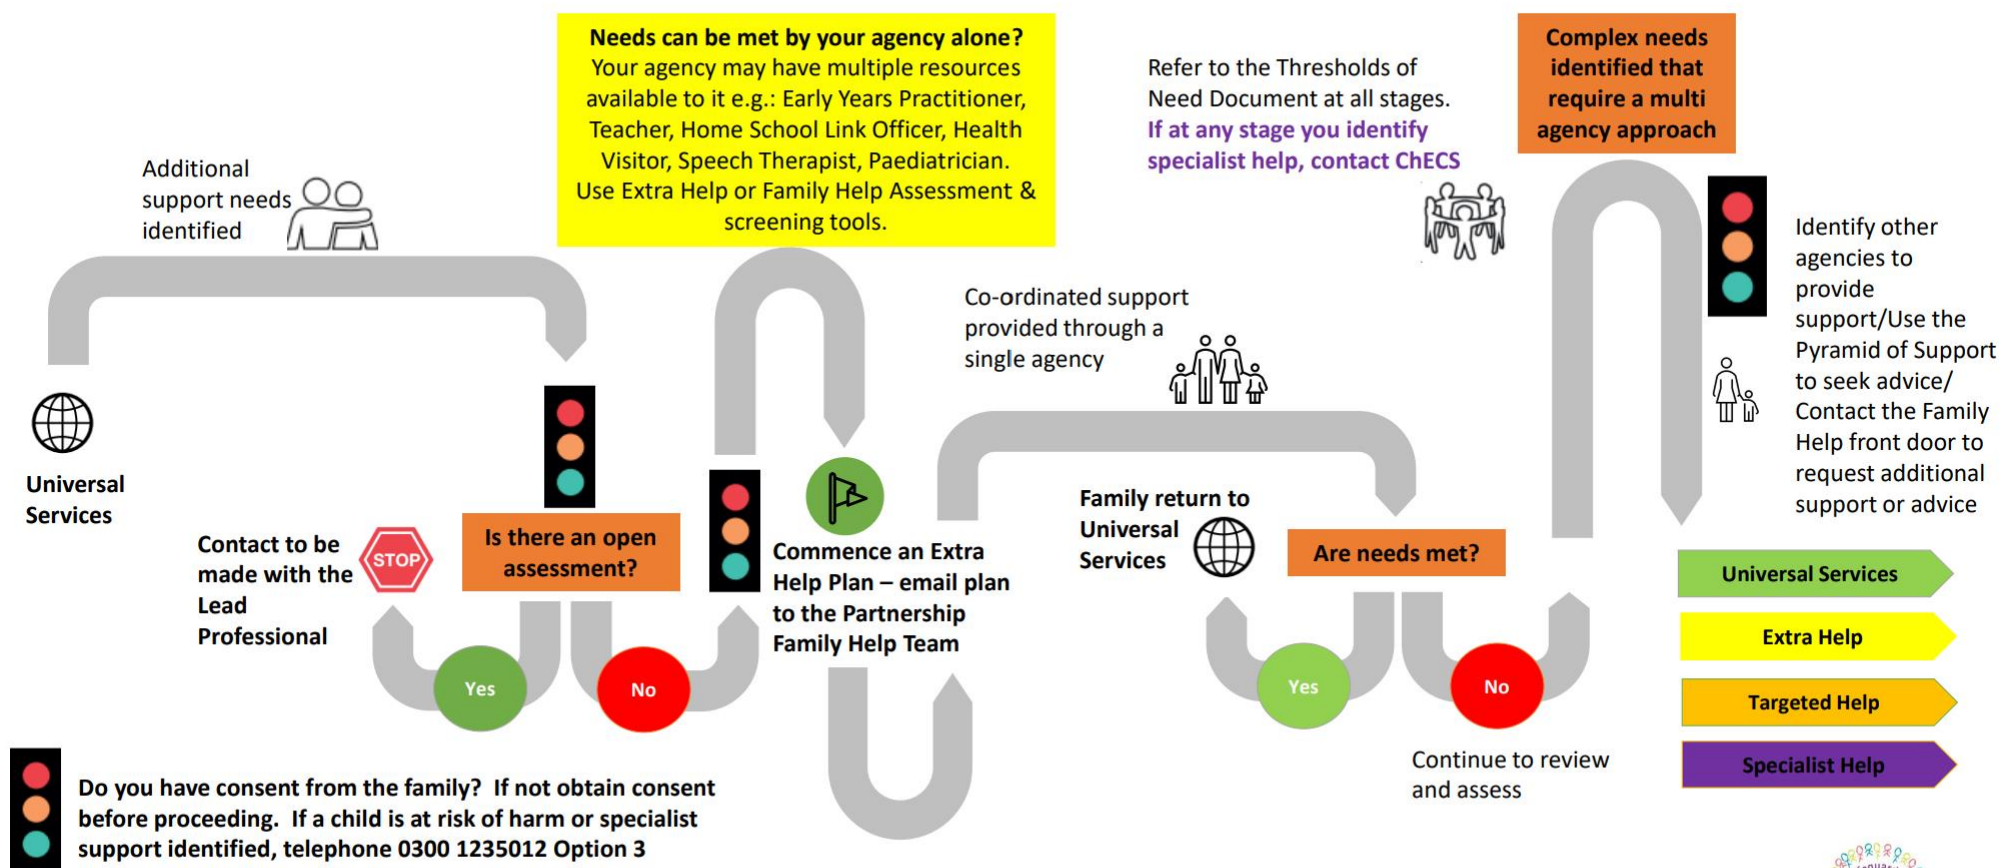 Additional
support needs
identified
Universal
Services
Needs can be met by your agency alone?
Your agency may have multiple resources
available to it e.g.: Early Years Practitioner,
Teacher, Home School Link Officer, Health
Visitor, Speech Therapist, Paediatrician.
Use Extra Help or Family Help Assessment &
screening tools.
Contact to be
made with the
Lead
Professional
STOP
Is there an open
assessment?
Yes
No
Commence an Extra
Help Plan – email plan
to the Partnership
Family Help Team
Co-ordinated support
provided through a
single agency
Refer to the Thresholds of
Need Document at all stages.
If at any stage you identify
specialist help, contact ChECS
Family return to
Universal
Services
Are needs met?
Yes
No
Continue to review
and assess
Complex needs
identified that
require a multi
agency approach
Identify other
agencies to
provide
support/Use the
Pyramid of Support
to seek advice/
Contact the Family
Help front door to
request additional
support or advice
Universal Services
Extra Help
Targeted Help
Specialist Help
Do you have consent from the family? If not obtain consent
before proceeding. If a child is at risk of harm or specialist
support identified, telephone 0300 1235012 Option 3